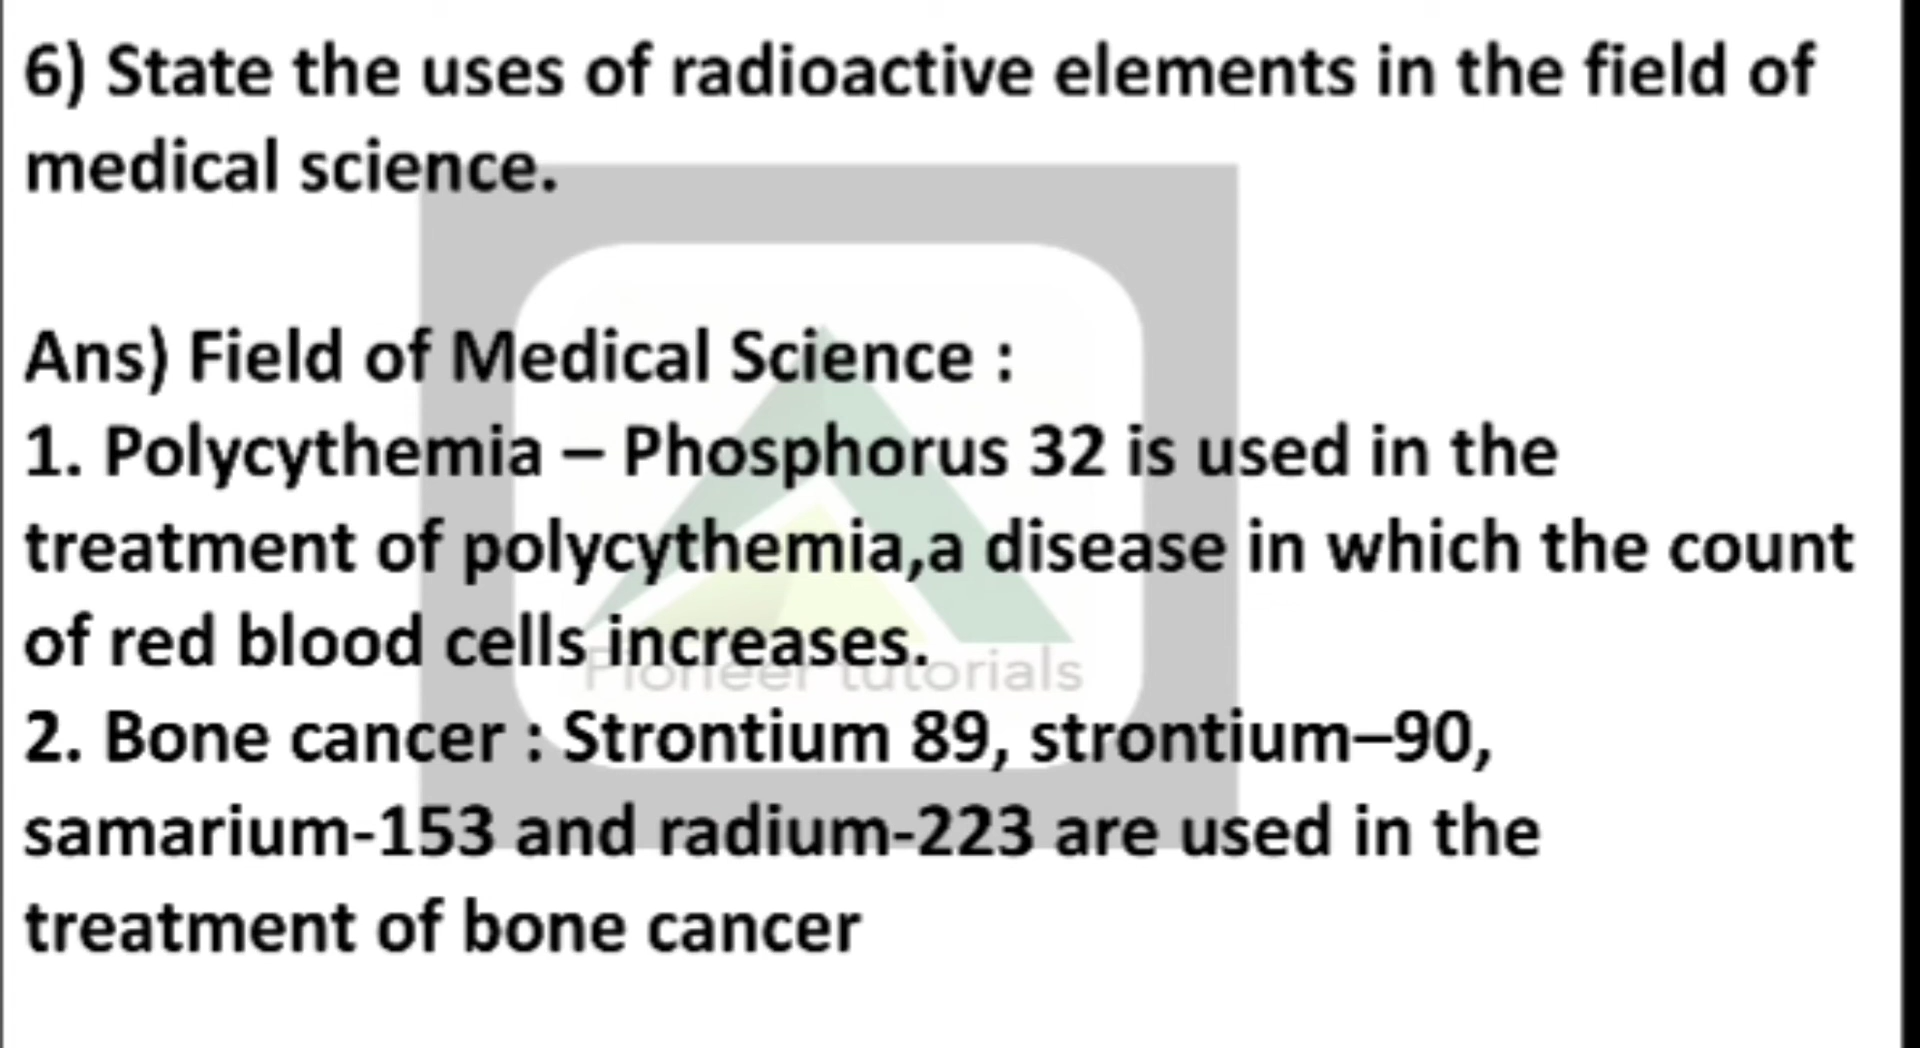 6) State the uses of radioactive elements in the field of
medical science.
Ans) Field of Medical Science :
1. Polycythemia – Phosphorus 32 is used in the
treatment of polycythemia,a disease in which the count
of red blood cells increases.
Pioneer tutorials
2. Bone cancer : Strontium 89, strontium–90,
samarium-153 and radium-223 are used in the
treatment of bone cancer